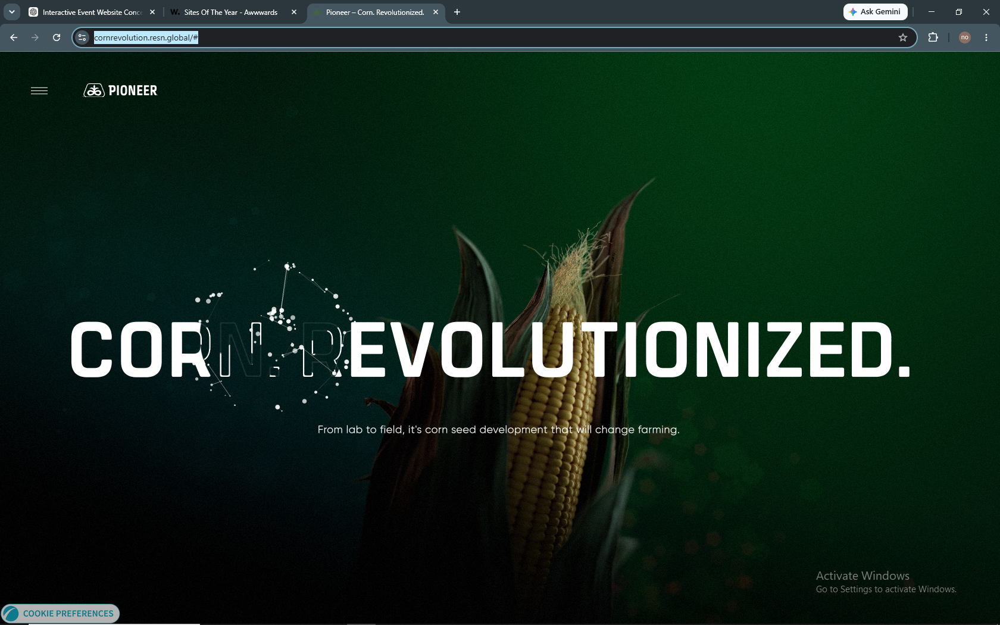 Interactive Event Website Conc
W. Sites Of The Year - Awwwards
Pioneer – Corn. Revolutionized.
Ask Gemini
cornrevolution.resn.global/#
no
PIONEER
CORN. REVOLUTIONIZED.
From lab to field, it's corn seed development that will change farming.
Activate Windows
Go to Settings to activate Windows.
COOKIE PREFERENCES